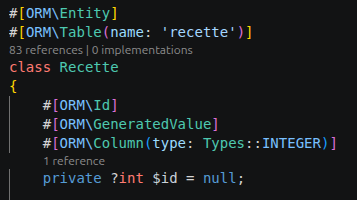 #[ORM\Entity]
#[ORM\Table(name: 'recette')]
83 references | 0 implementations
class Recette
{
#[ORM\Id]
#[ORM\GeneratedValue]
#[ORM\Column(type: Types::INTEGER)]
1 reference
private ?int $id = null;